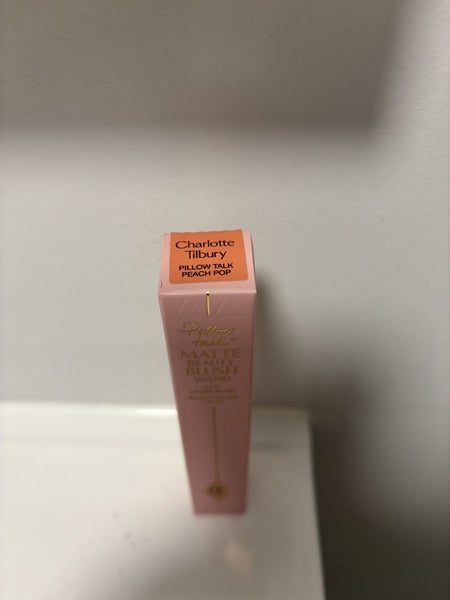 Charlotte
Tilbury
PILLOW TALK
PEACH POP
Pillow
talk
MATTE
BEAUTY
BLUSH
WAND